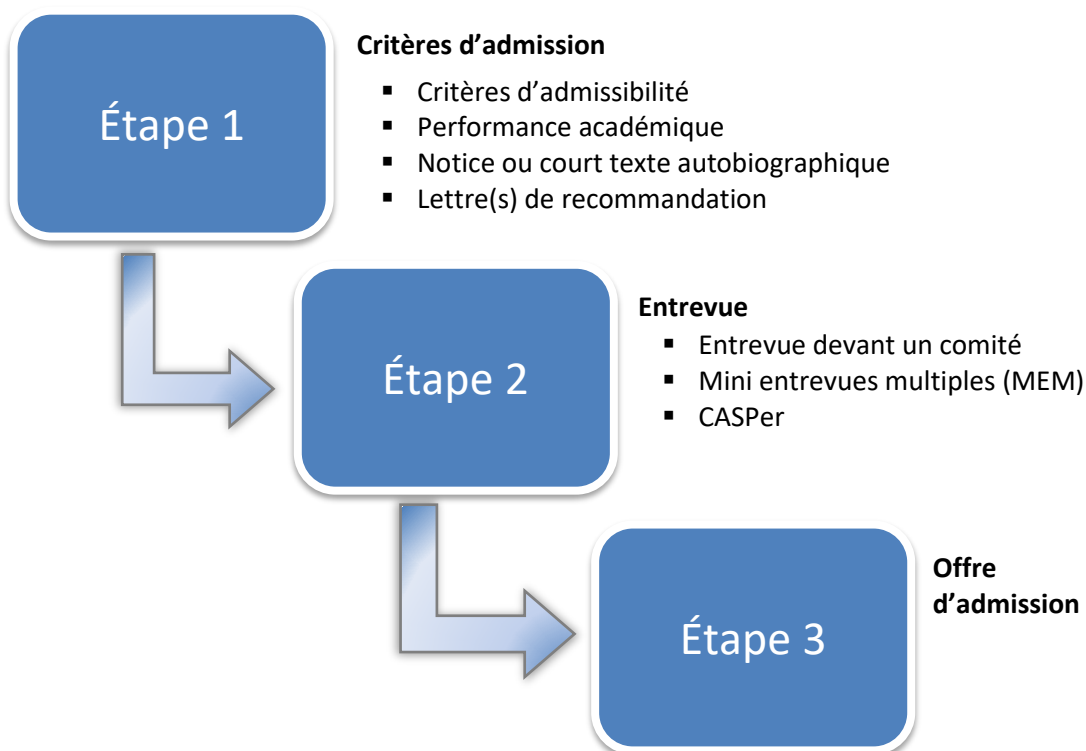 Étape 1
Critères d’admission
▪ Critères d’admissibilité
▪ Performance académique
▪ Notice ou court texte autobiographique
▪ Lettre(s) de recommandation
Étape 2
Entrevue
▪ Entrevue devant un comité
▪ Mini entrevues multiples (MEM)
▪ CASPer
Étape 3
Offre
d’admission